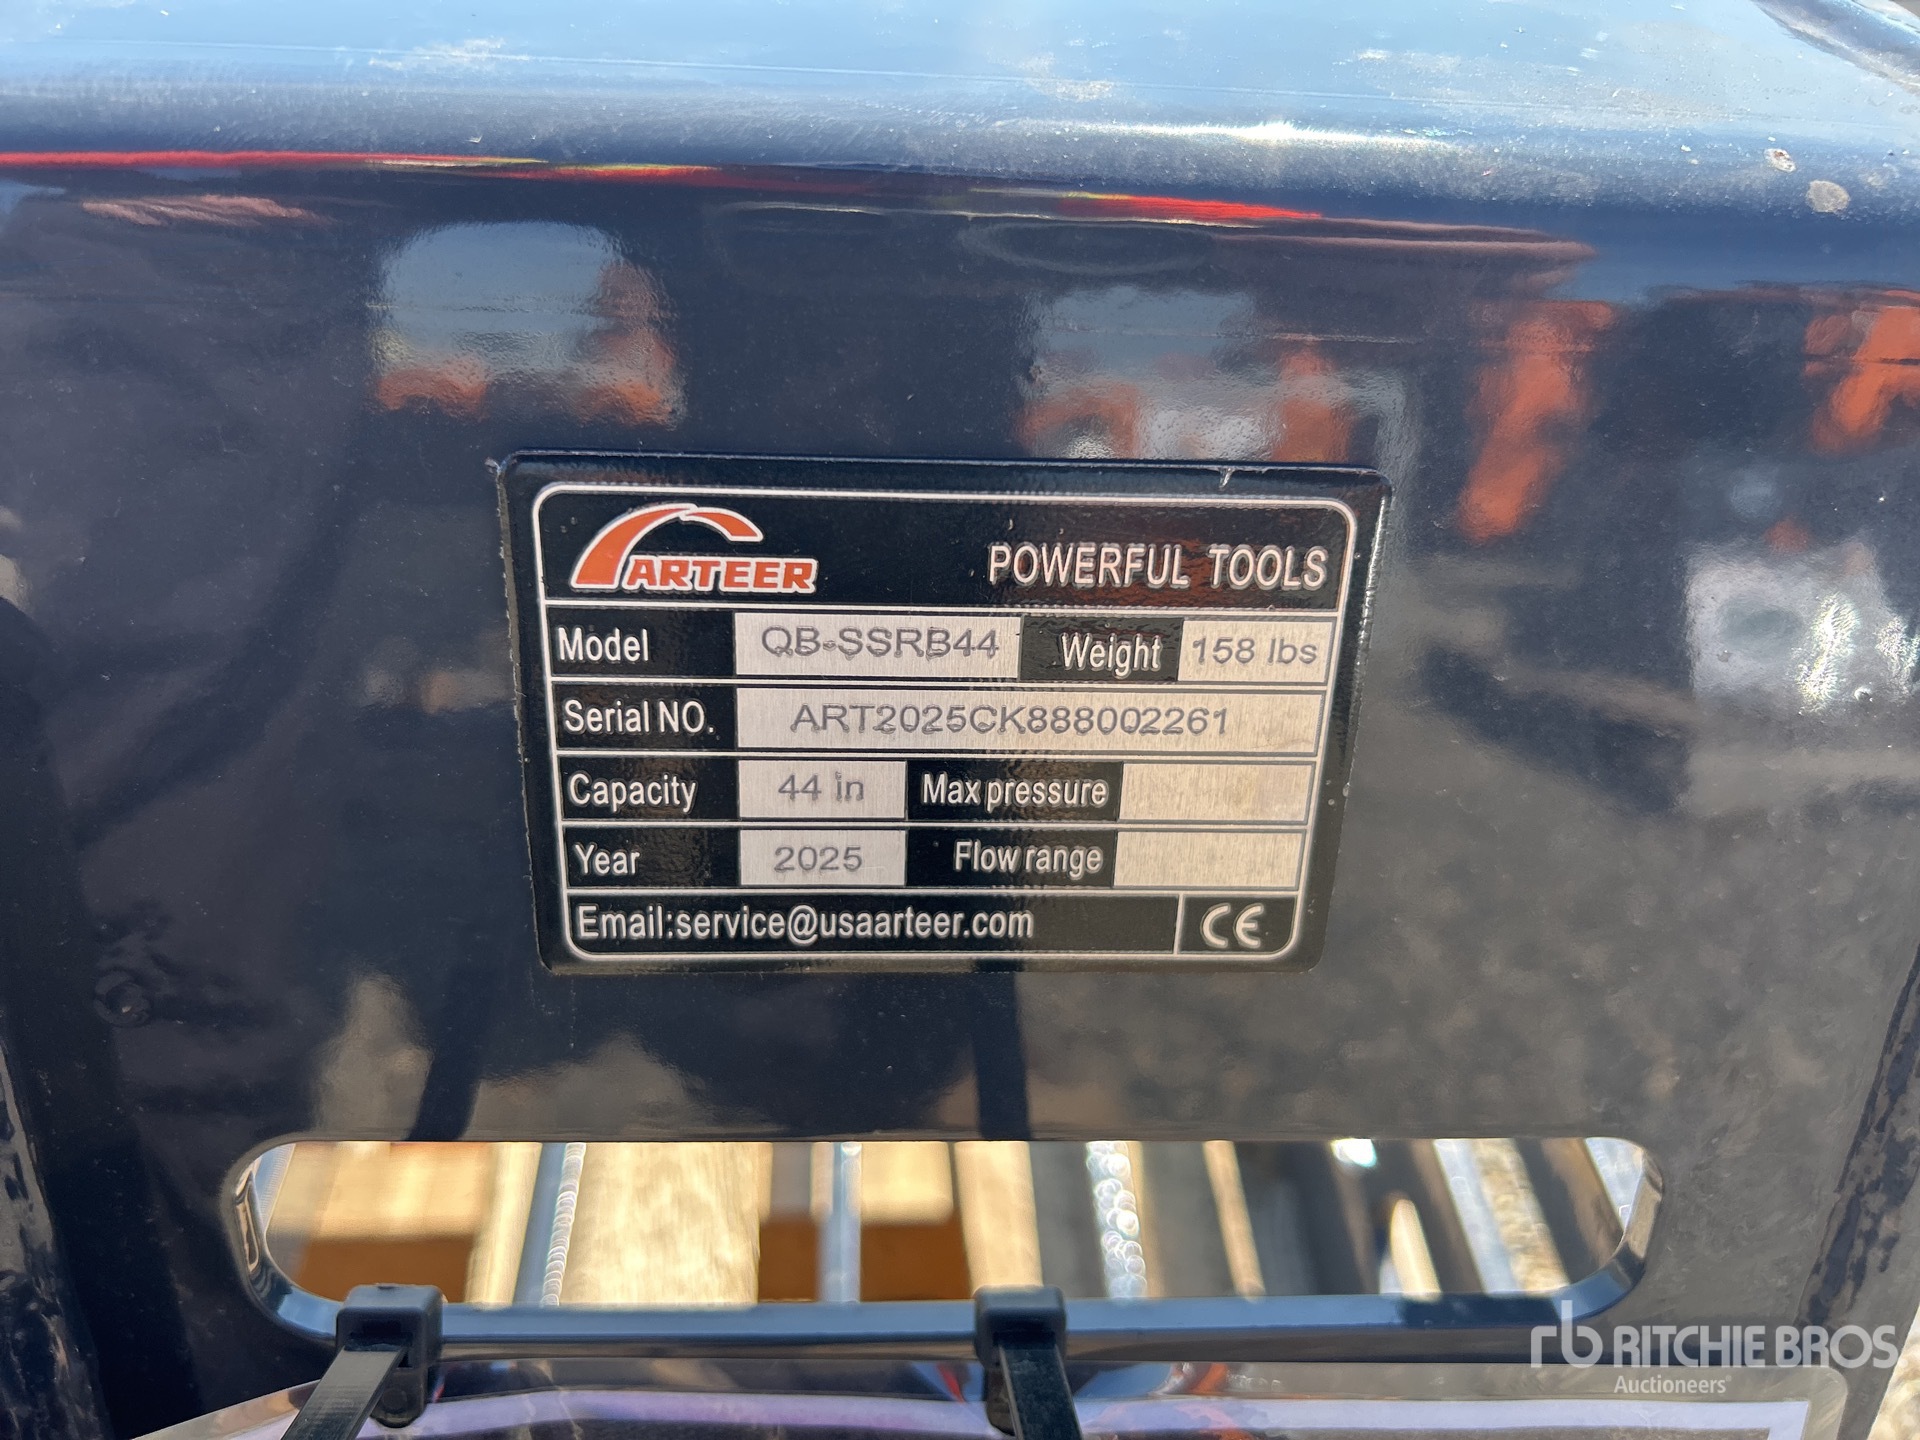 ARTEER POWERFUL TOOLS
Model QB-SSRB44 Weight 158 lbs
Serial NO. ART2025CK888002261
Capacity 44 in Max pressure
Year 2025 Flow range
Email:service@usaarteer.com CE
rb RITCHIE BROS
Auctioneers